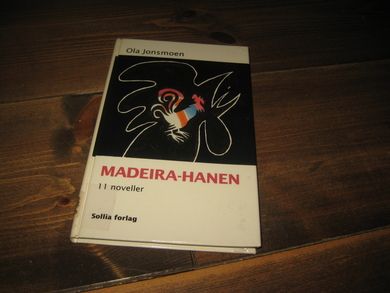 Ola Jonsmoen
MADEIRA-HANEN
11 noveller
Sollia forlag